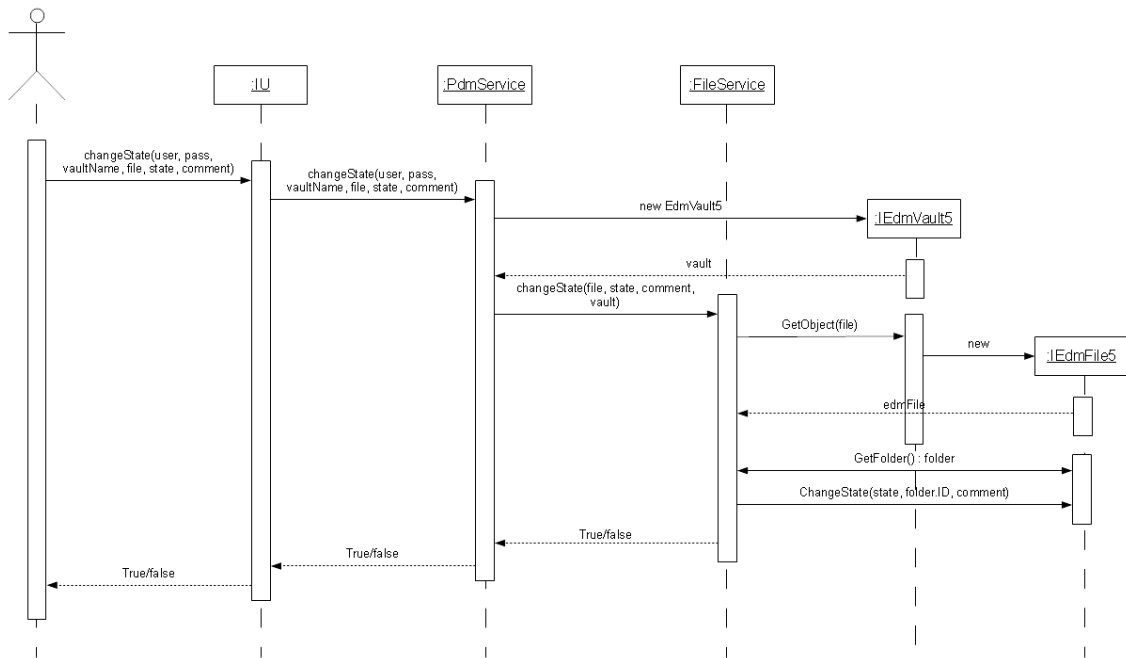 :IU
:PdmService
:FileService
changeState(user, pass,
vaultName, file, state, comment)
changeState(user, pass,
vaultName, file, state, comment)
new EdmVault5
:IEdmVault5
vault
changeState(file, state, comment,
vault)
GetObject(file)
new
:IEdmFile5
edmFile
GetFolder() : folder
ChangeState(state, folder.ID, comment)
True/false
True/false
True/false